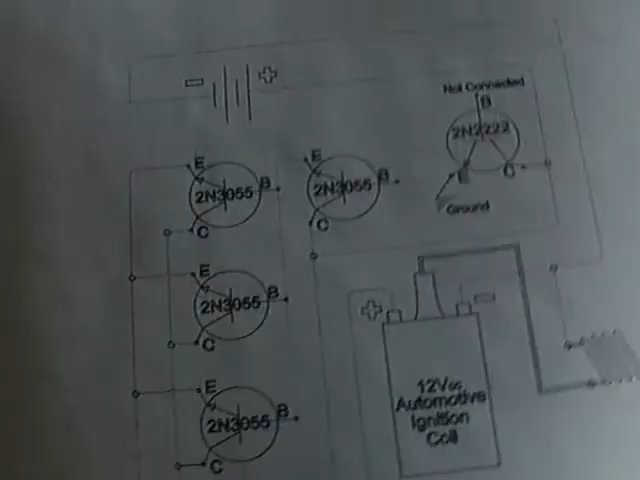 − +
Not Connected
B
2N2222
E
C
Ground
E
2N3055
B
C
E
2N3055
B
C
E
2N3055
B
C
E
2N3055
B
C
+ −
12VDC
Automotive
Ignition
Coil